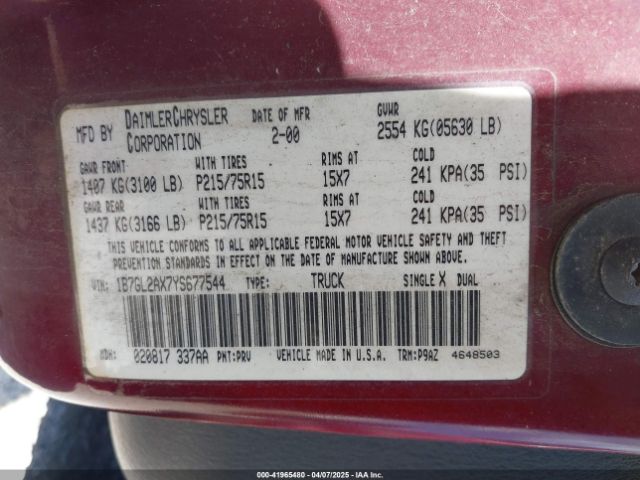 MFD BY DAIMLERCHRYSLER CORPORATION DATE OF MFR 2-00 GVWR 2554 KG(05630 LB)
GAWR FRONT WITH TIRES RIMS AT COLD
1407 KG(3100 LB) P215/75R15 15X7 241 KPA(35 PSI)
GAWR REAR WITH TIRES RIMS AT COLD
1437 KG(3166 LB) P215/75R15 15X7 241 KPA(35 PSI)
THIS VEHICLE CONFORMS TO ALL APPLICABLE FEDERAL MOTOR VEHICLE SAFETY AND THEFT
PREVENTION STANDARDS IN EFFECT ON THE DATE OF MANUFACTURE SHOWN ABOVE.
VIN: 1B7GL2AX7YS677544 TYPE: TRUCK SINGLE X DUAL
MDH: 020817 337AA PNT:PRV VEHICLE MADE IN U.S.A. TRM:P9AZ 4648503
000-41965480 - 04/07/2025 - IAAI.COM